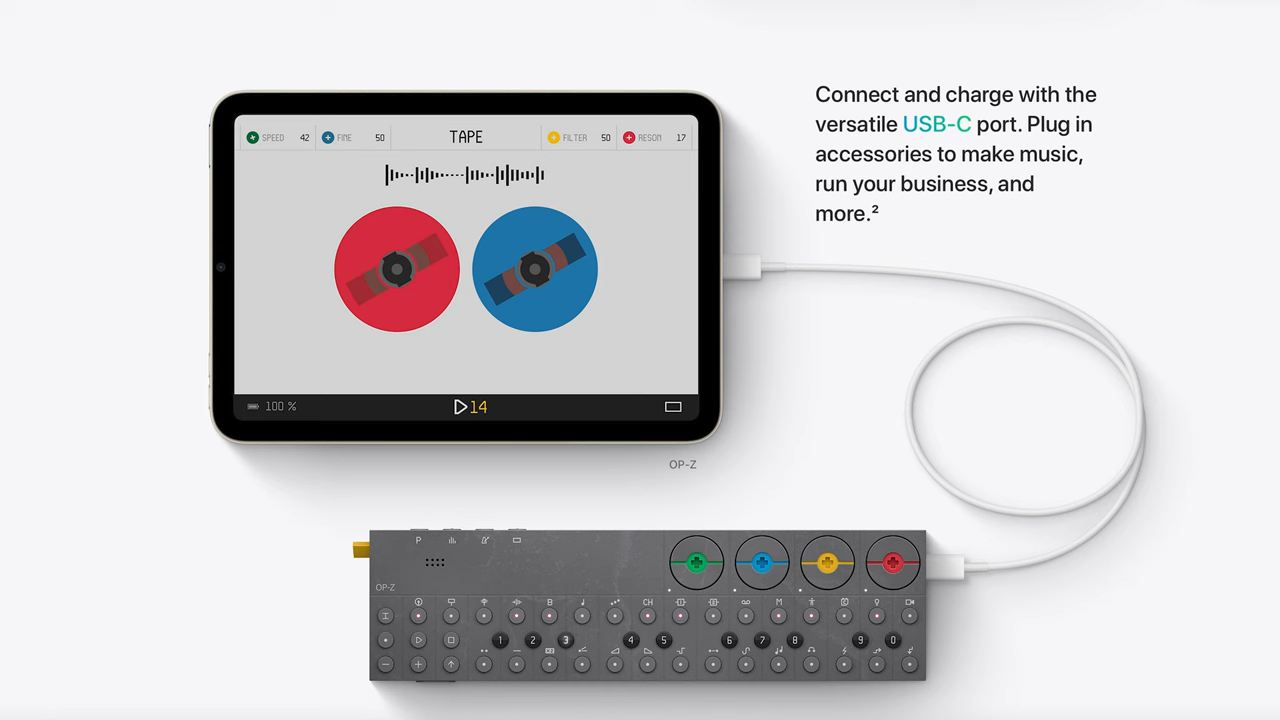 Connect and charge with the
versatile USB-C port. Plug in
accessories to make music,
run your business, and
more.²
SPEED 42 FINE 50 TAPE FILTER 50 RESON 17
100 % 14
OP-Z
P
OP-Z
B CH M
1 2 3 4 5 6 7 8 9 0